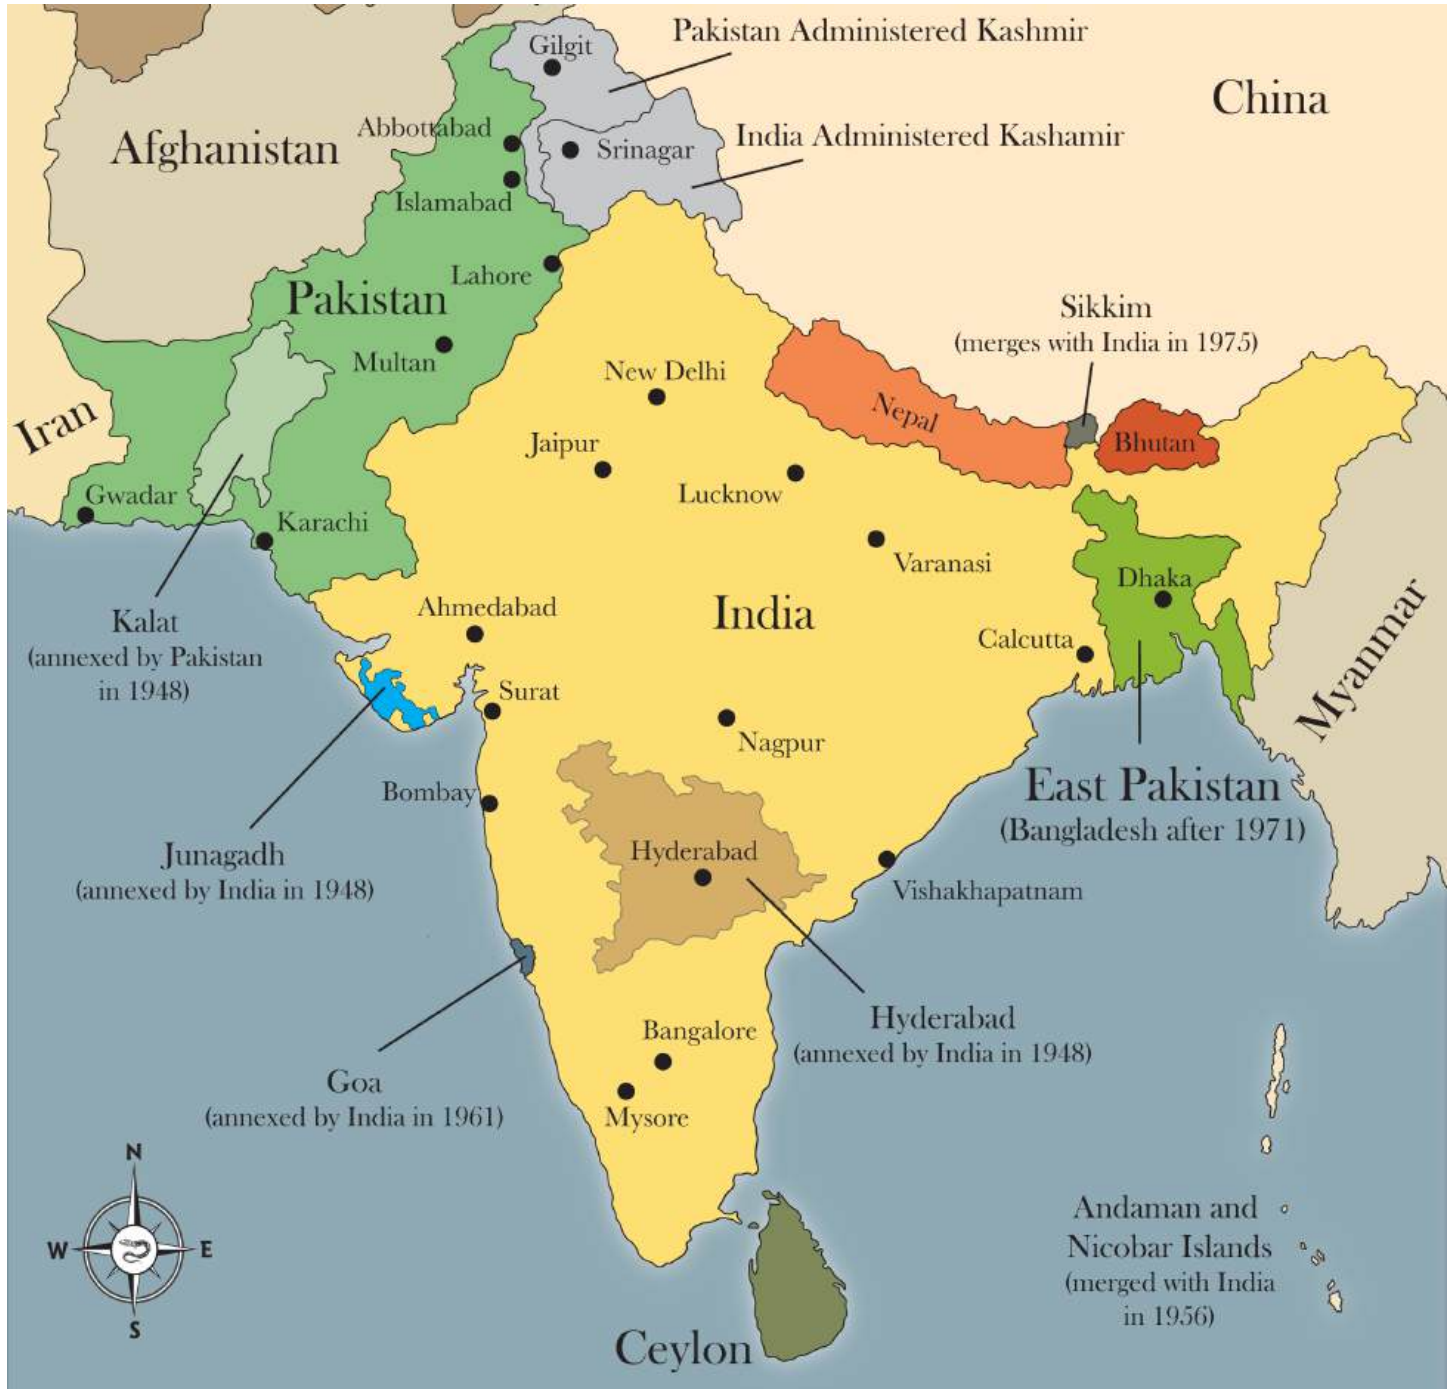 Pakistan Administered Kashmir
Gilgit
China
Abbottabad
India Administered Kashamir
Afghanistan
Srinagar
Islamabad
Lahore
Pakistan
Sikkim
(merges with India in 1975)
Multan
New Delhi
Iran
Nepal
Jaipur
Bhutan
Lucknow
Gwadar
Karachi
Varanasi
Dhaka
Kalat
(annexed by Pakistan
in 1948)
Ahmedabad
India
Calcutta
Myanmar
Surat
Nagpur
Bombay
East Pakistan
(Bangladesh after 1971)
Junagadh
(annexed by India in 1948)
Hyderabad
Vishakhapatnam
Hyderabad
(annexed by India in 1948)
Bangalore
Goa
(annexed by India in 1961)
Mysore
N
W
E
S
Andaman and
Nicobar Islands
(merged with India
in 1956)
Ceylon